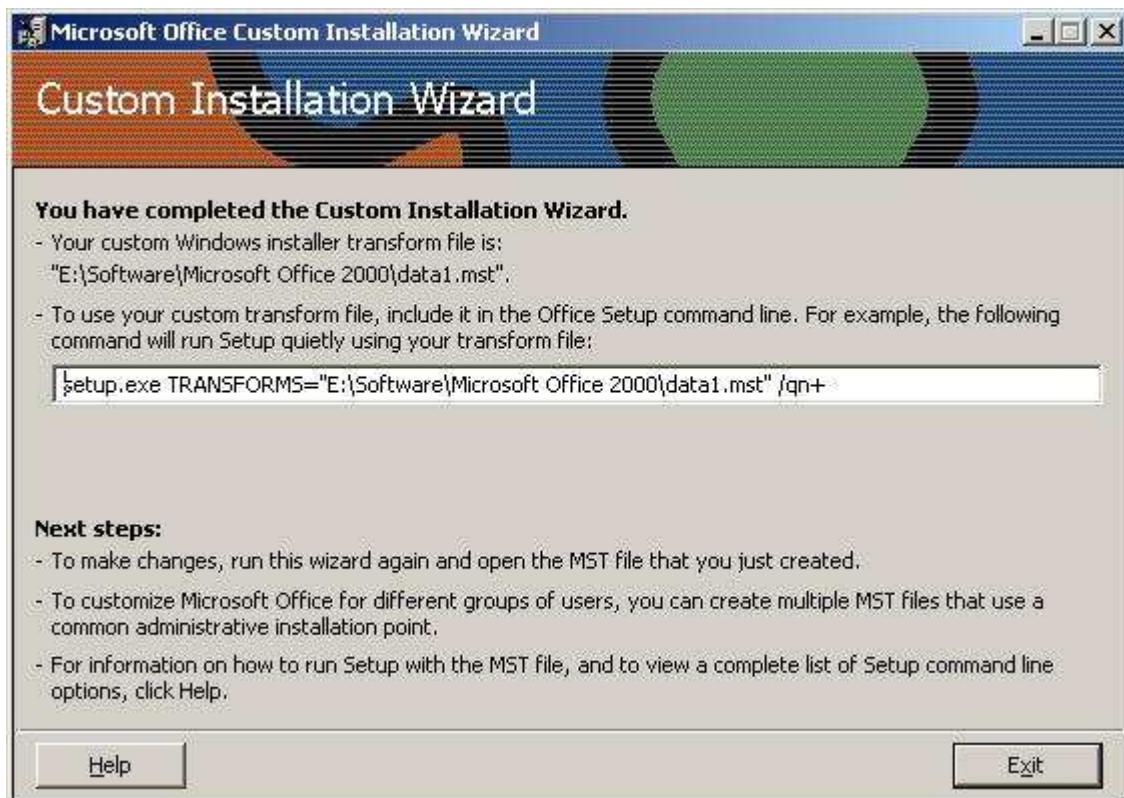 Microsoft Office Custom Installation Wizard
Custom Installation Wizard
You have completed the Custom Installation Wizard.
- Your custom Windows installer transform file is:
"E:\Software\Microsoft Office 2000\data1.mst".
- To use your custom transform file, include it in the Office Setup command line. For example, the following
command will run Setup quietly using your transform file:
setup.exe TRANSFORMS="E:\Software\Microsoft Office 2000\data1.mst" /qn+
Next steps:
- To make changes, run this wizard again and open the MST file that you just created.
- To customize Microsoft Office for different groups of users, you can create multiple MST files that use a
common administrative installation point.
- For information on how to run Setup with the MST file, and to view a complete list of Setup command line
options, click Help.
Help
Exit